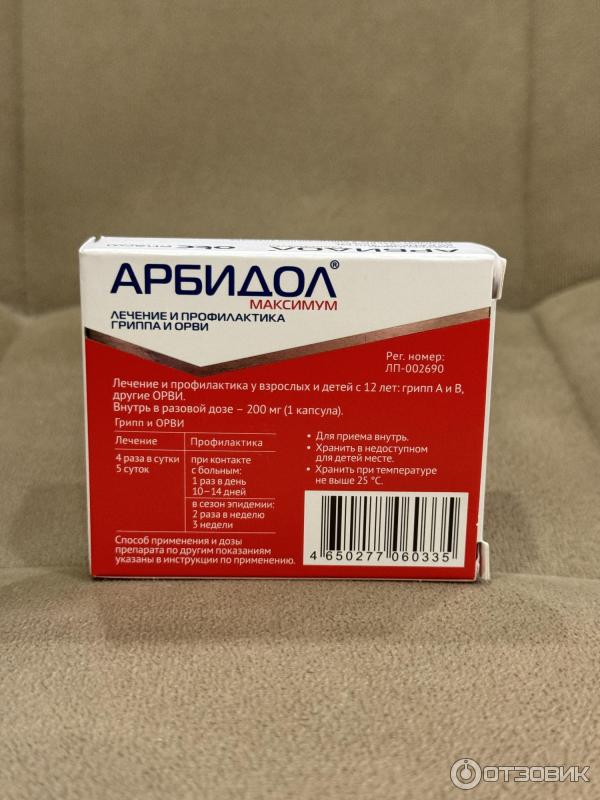 АРБИДОЛ®
МАКСИМУМ
ЛЕЧЕНИЕ И ПРОФИЛАКТИКА
ГРИППА И ОРВИ
Рег. номер:
ЛП-002690
Лечение и профилактика у взрослых и детей с 12 лет: грипп А и В,
другие ОРВИ.
Внутрь в разовой дозе – 200 мг (1 капсула).
Грипп и ОРВИ
Лечение
Профилактика
4 раза в сутки
5 суток
при контакте
с больным:
1 раз в день
10–14 дней
в сезон эпидемии:
2 раза в неделю
3 недели
• Для приема внутрь.
• Хранить в недоступном
для детей месте.
• Хранить при температуре
не выше 25 °С.
Способ применения и дозы
препарата по другим показаниям
указаны в инструкции по применению.
4 650277 060335
ОТЗОВИК